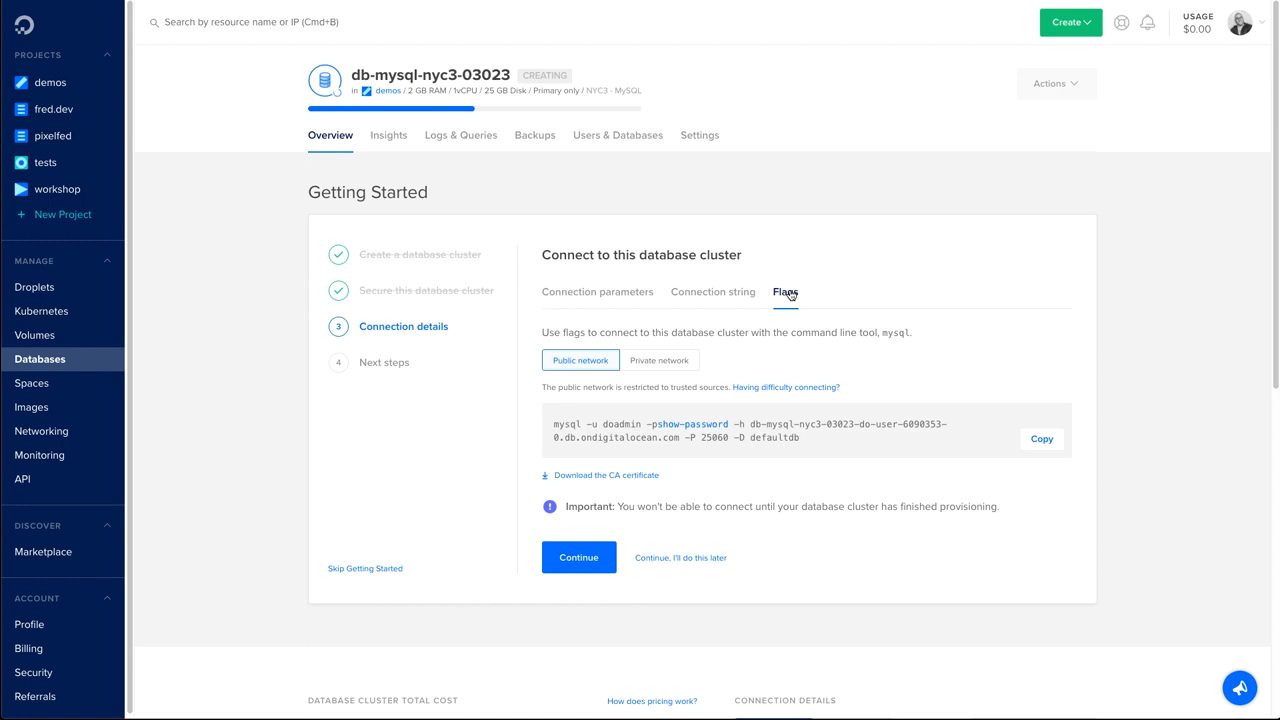 Search by resource name or IP (Cmd+B)
Create
USAGE
$0.00
PROJECTS
demos
fred.dev
pixelfed
tests
workshop
+ New Project
MANAGE
Droplets
Kubernetes
Volumes
Databases
Spaces
Images
Networking
Monitoring
API
DISCOVER
Marketplace
ACCOUNT
Profile
Billing
Security
Referrals
db-mysql-nyc3-03023 CREATING
in demos / 2 GB RAM / 1vCPU / 25 GB Disk / Primary only / NYC3 - MySQL
Actions
Overview Insights Logs & Queries Backups Users & Databases Settings
Getting Started
Create a database cluster
Secure this database cluster
3 Connection details
4 Next steps
Skip Getting Started
Connect to this database cluster
Connection parameters Connection string Flags
Use flags to connect to this database cluster with the command line tool, mysql.
Public network Private network
The public network is restricted to trusted sources. Having difficulty connecting?
mysql -u doadmin -pshow-password -h db-mysql-nyc3-03023-do-user-6090353-
0.db.ondigitalocean.com -P 25060 -D defaultdb
Copy
Download the CA certificate
! Important: You won't be able to connect until your database cluster has finished provisioning.
Continue Continue, I'll do this later
DATABASE CLUSTER TOTAL COST How does pricing work? CONNECTION DETAILS